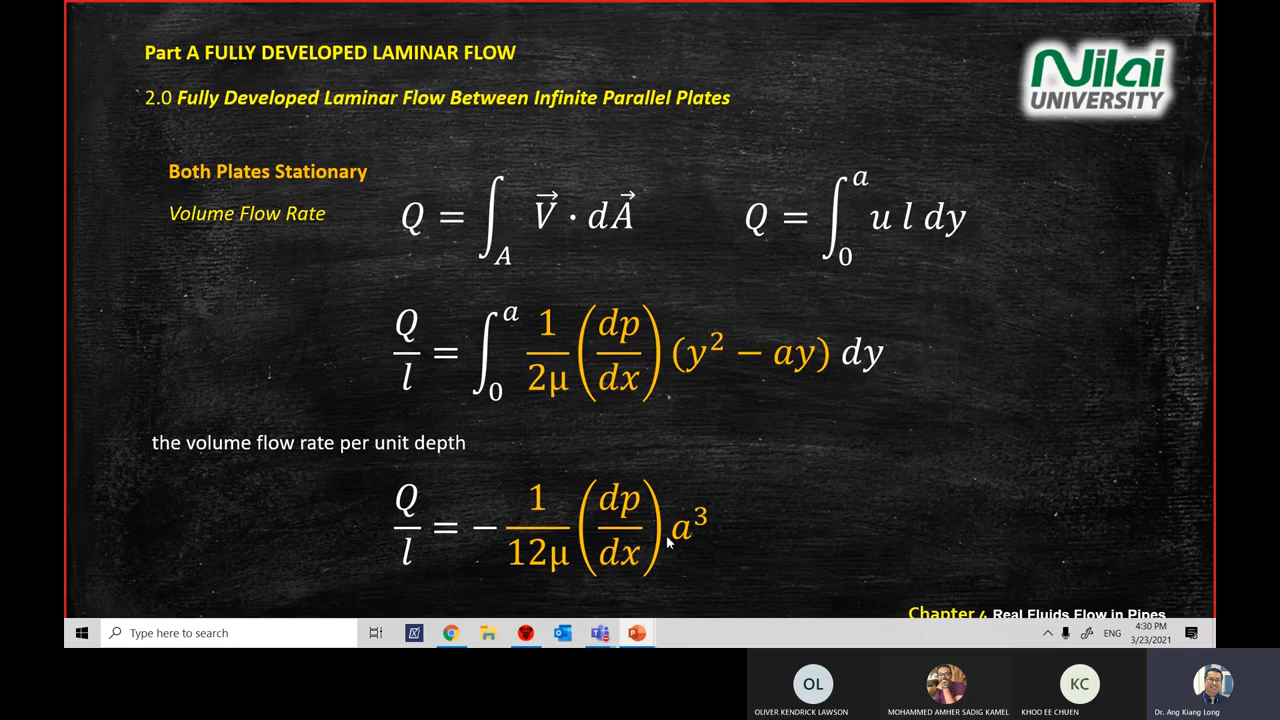 Part A FULLY DEVELOPED LAMINAR FLOW
Nilai
UNIVERSITY
2.0 Fully Developed Laminar Flow Between Infinite Parallel Plates
Both Plates Stationary
Volume Flow Rate
Q = ∫_A V⃗ · dA⃗
Q = ∫_0^a u l dy
Q/l = ∫_0^a 1/2μ (dp/dx) (y² − ay) dy
the volume flow rate per unit depth
Q/l = − 1/12μ (dp/dx) a³
Chapter 4 Real Fluids Flow in Pipes
Type here to search
ENG
4:30 PM
3/23/2021
OL
KC
OLIVER KENDRICK LAWSON
MOHAMMED AMHER SADIG KAMEL
KHOO EE CHUEN
Dr. Ang Kiang Long